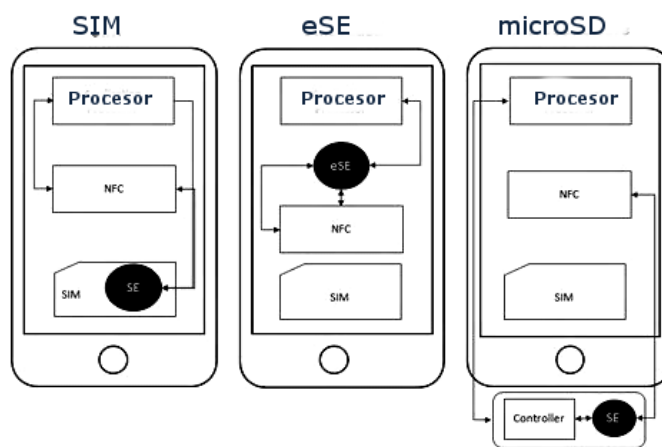 SIM
Procesor
NFC
SIM
SE
eSE
Procesor
eSE
NFC
SIM
microSD
Procesor
NFC
SIM
Controller
SE